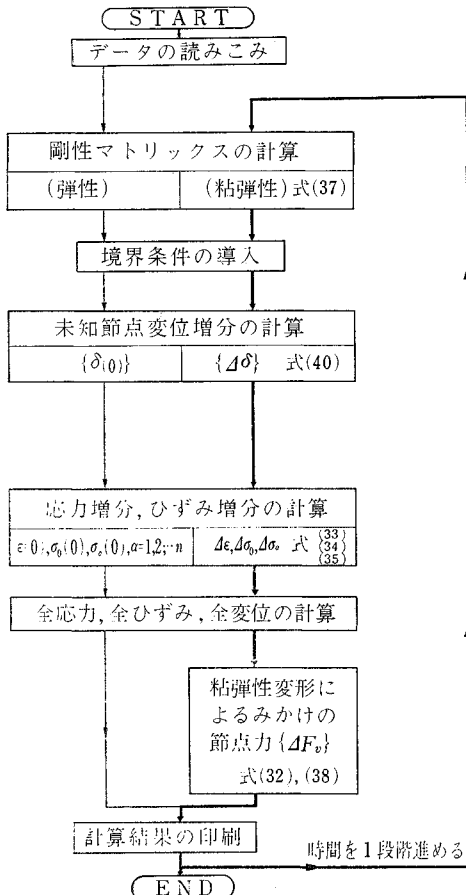 START
データの読みこみ
剛性マトリックスの計算
(弾性) (粘弾性) 式(37)
境界条件の導入
未知節点変位増分の計算
{δ(0)} {Δδ} 式(40)
応力増分,ひずみ増分の計算
σ₀(0), α=1,2,…n Δε,Δσ₀, 式 (33)
(34)
(35)
全応力,全ひずみ,全変位の計算
粘弾性変形に
よるみかけの
節点力{ΔFᵥ}
式(32),(38)
計算結果の印刷
時間を1段階進める
END